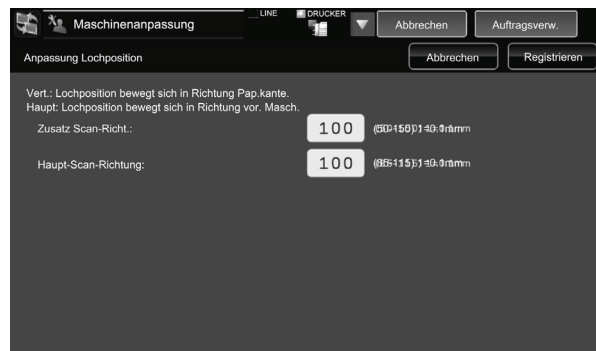 Maschinenanpassung
LINE
DRUCKER
Abbrechen
Auftragsverw.
Anpassung Lochposition
Abbrechen
Registrieren
Vert.: Lochposition bewegt sich in Richtung Pap.kante.
Haupt: Lochposition bewegt sich in Richtung vor. Masch.
Zusatz Scan-Richt.:
100
Haupt-Scan-Richtung:
100